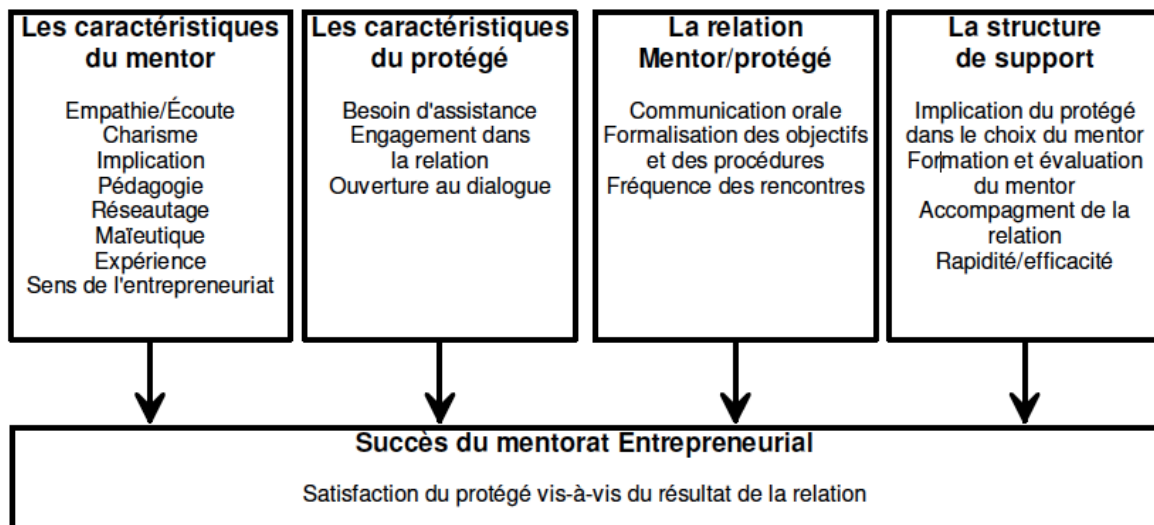 Les caractéristiques
du mentor
Empathie/Écoute
Charisme
Implication
Pédagogie
Réseautage
Maïeutique
Expérience
Sens de l'entrepreneuriat
Les caractéristiques
du protégé
Besoin d'assistance
Engagement dans
la relation
Ouverture au dialogue
La relation
Mentor/protégé
Communication orale
Formalisation des objectifs
et des procédures
Fréquence des rencontres
La structure
de support
Implication du protégé
dans le choix du mentor
Formation et évaluation
du mentor
Accompagment de la
relation
Rapidité/efficacité
Succès du mentorat Entrepreneurial
Satisfaction du protégé vis-à-vis du résultat de la relation